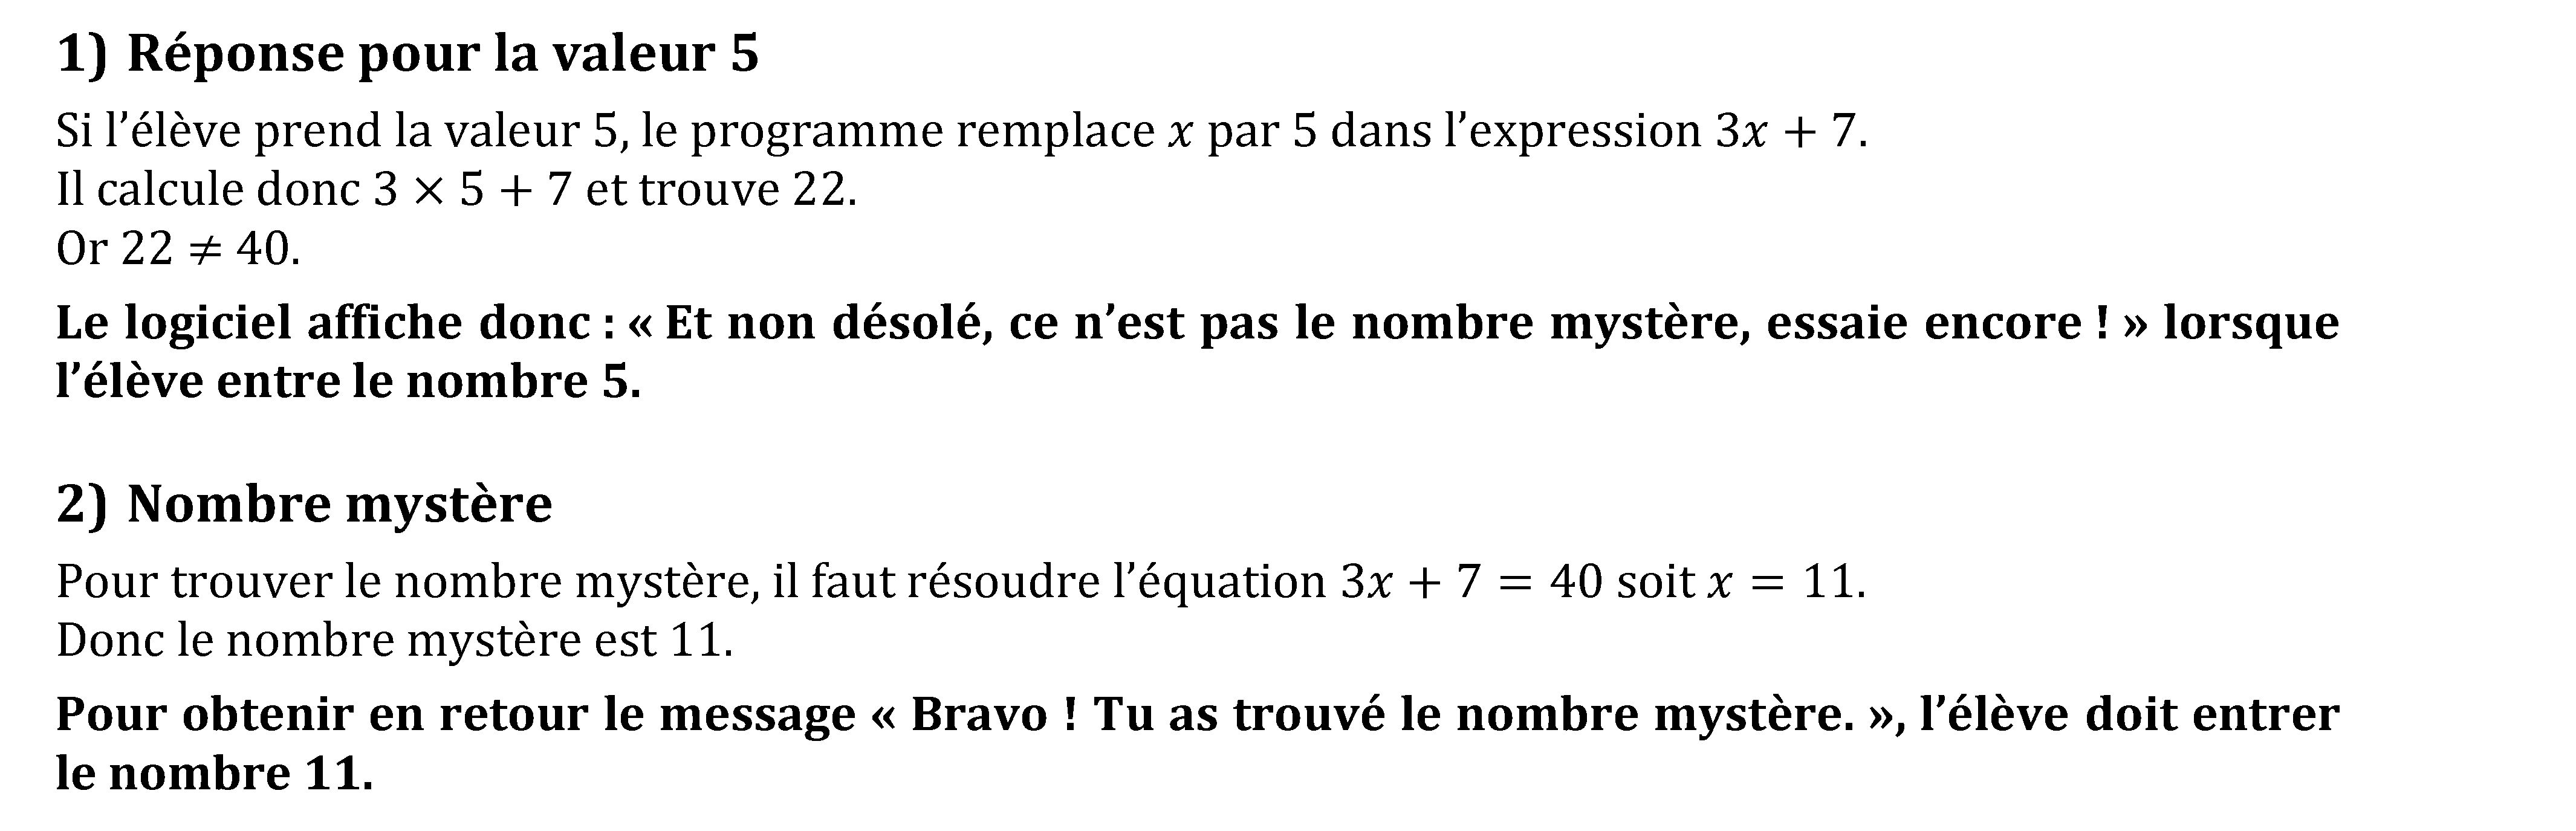 1) Réponse pour la valeur 5
Si l’élève prend la valeur 5, le programme remplace x par 5 dans l’expression 3x + 7.
Il calcule donc 3 × 5 + 7 et trouve 22.
Or 22 ≠ 40.
Le logiciel affiche donc : « Et non désolé, ce n’est pas le nombre mystère, essaie encore ! » lorsque
l’élève entre le nombre 5.
2) Nombre mystère
Pour trouver le nombre mystère, il faut résoudre l’équation 3x + 7 = 40 soit x = 11.
Donc le nombre mystère est 11.
Pour obtenir en retour le message « Bravo ! Tu as trouvé le nombre mystère. », l’élève doit entrer
le nombre 11.